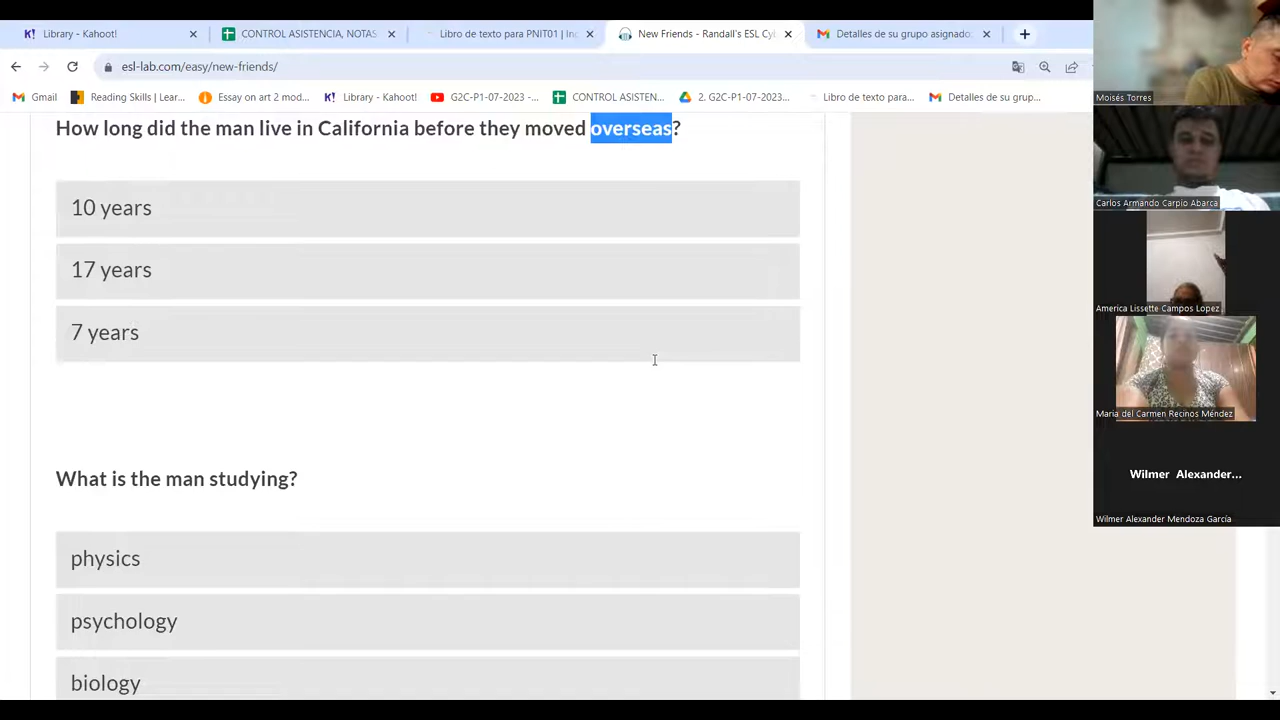 Library - Kahoot!
CONTROL ASISTENCIA, NOTAS
Libro de texto para PNIT01 | Inc
New Friends - Randall's ESL Cyb
Detalles de su grupo asignado:
esl-lab.com/easy/new-friends/
Gmail
Reading Skills | Lear...
Essay on art 2 mod...
Library - Kahoot!
G2C-P1-07-2023 -...
CONTROL ASISTEN...
2. G2C-P1-07-2023...
Libro de texto para...
Detalles de su grup...
How long did the man live in California before they moved overseas?
10 years
17 years
7 years
What is the man studying?
physics
psychology
biology
Moisés Torres
Carlos Armando Carpio Abarca
America Lissette Campos Lopez
Maria del Carmen Recinos Méndez
Wilmer Alexander...
Wilmer Alexander Mendoza García